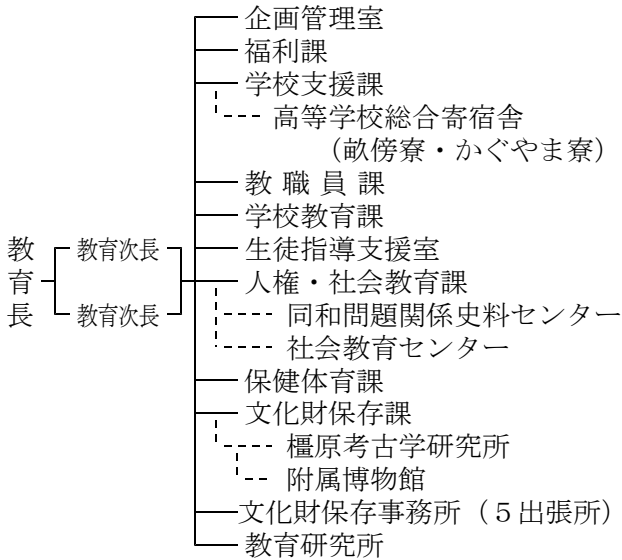 企画管理室
福利課
学校支援課
高等学校総合寄宿舎
（畝傍寮・かぐやま寮）
教 職 員 課
学校教育課
教育長
教育次長
教育次長
生徒指導支援室
人権・社会教育課
同和問題関係史料センター
社会教育センター
保健体育課
文化財保存課
橿原考古学研究所
附属博物館
文化財保存事務所（５出張所）
教育研究所